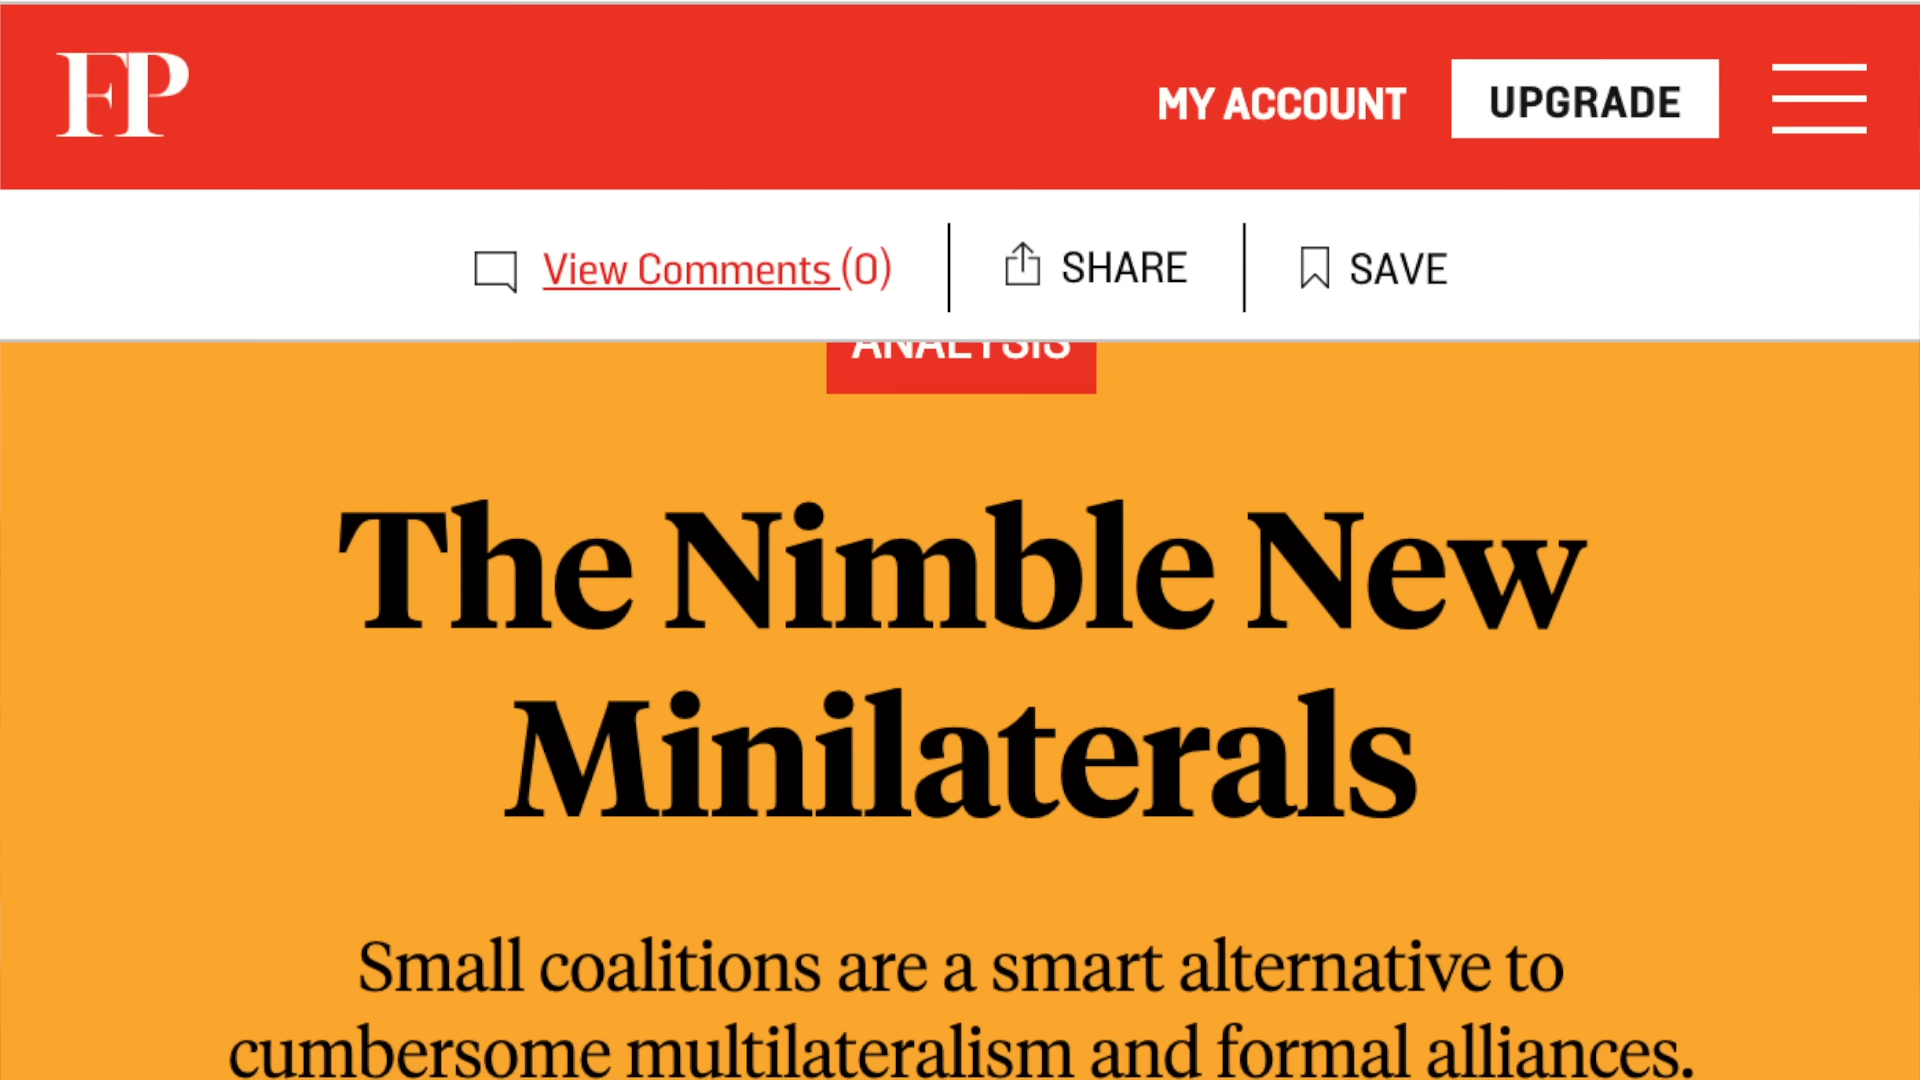 FP
MY ACCOUNT
UPGRADE
View Comments (0)
SHARE
SAVE
ANALYSIS
The Nimble New
Minilaterals
Small coalitions are a smart alternative to
cumbersome multilateralism and formal alliances.